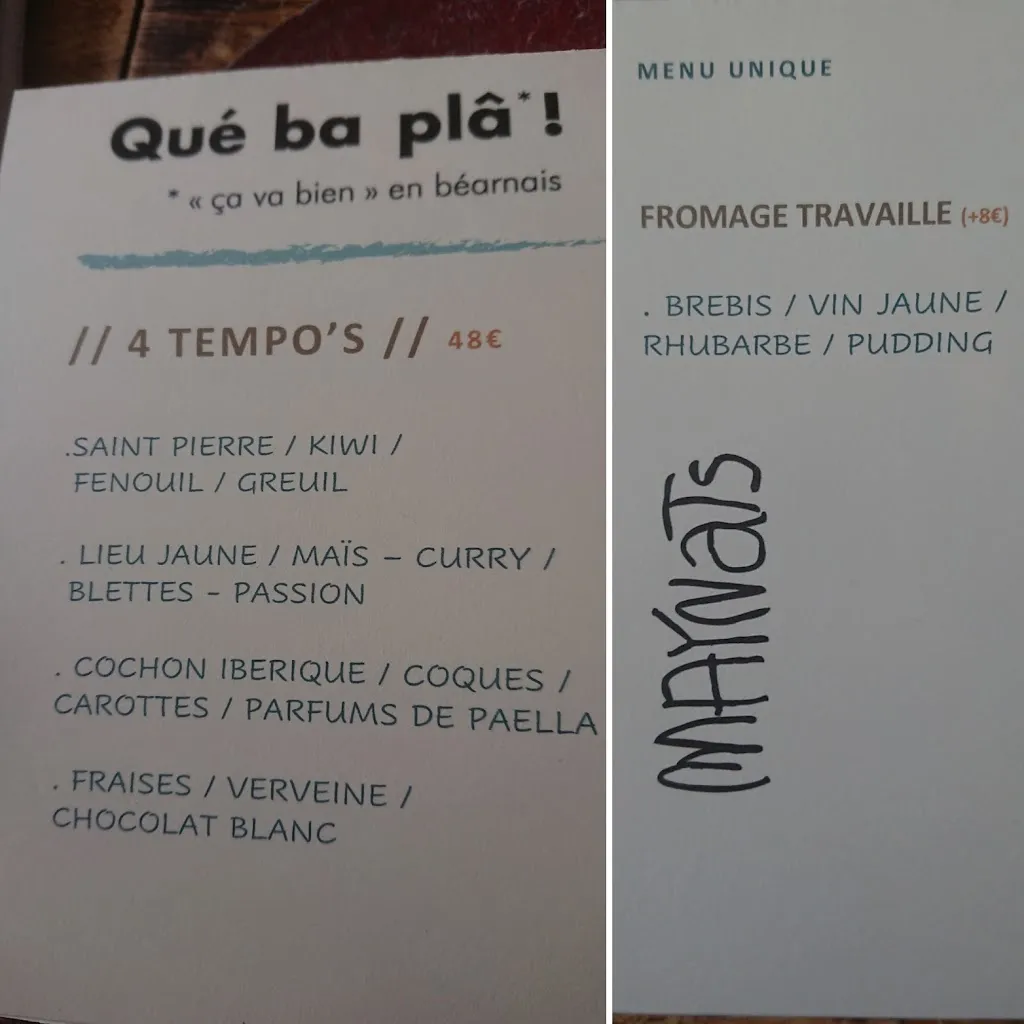 Qué ba plâ*!
* « ça va bien » en béarnais
// 4 TEMPO'S // 48€
.SAINT PIERRE / KIWI /
FENOUIL / GREUIL
. LIEU JAUNE / MAÏS – CURRY /
BLETTES - PASSION
. COCHON IBERIQUE / COQUES /
CAROTTES / PARFUMS DE PAELLA
. FRAISES / VERVEINE /
CHOCOLAT BLANC
MENU UNIQUE
FROMAGE TRAVAILLE (+8€)
. BREBIS / VIN JAUNE /
RHUBARBE / PUDDING
MAYNATS